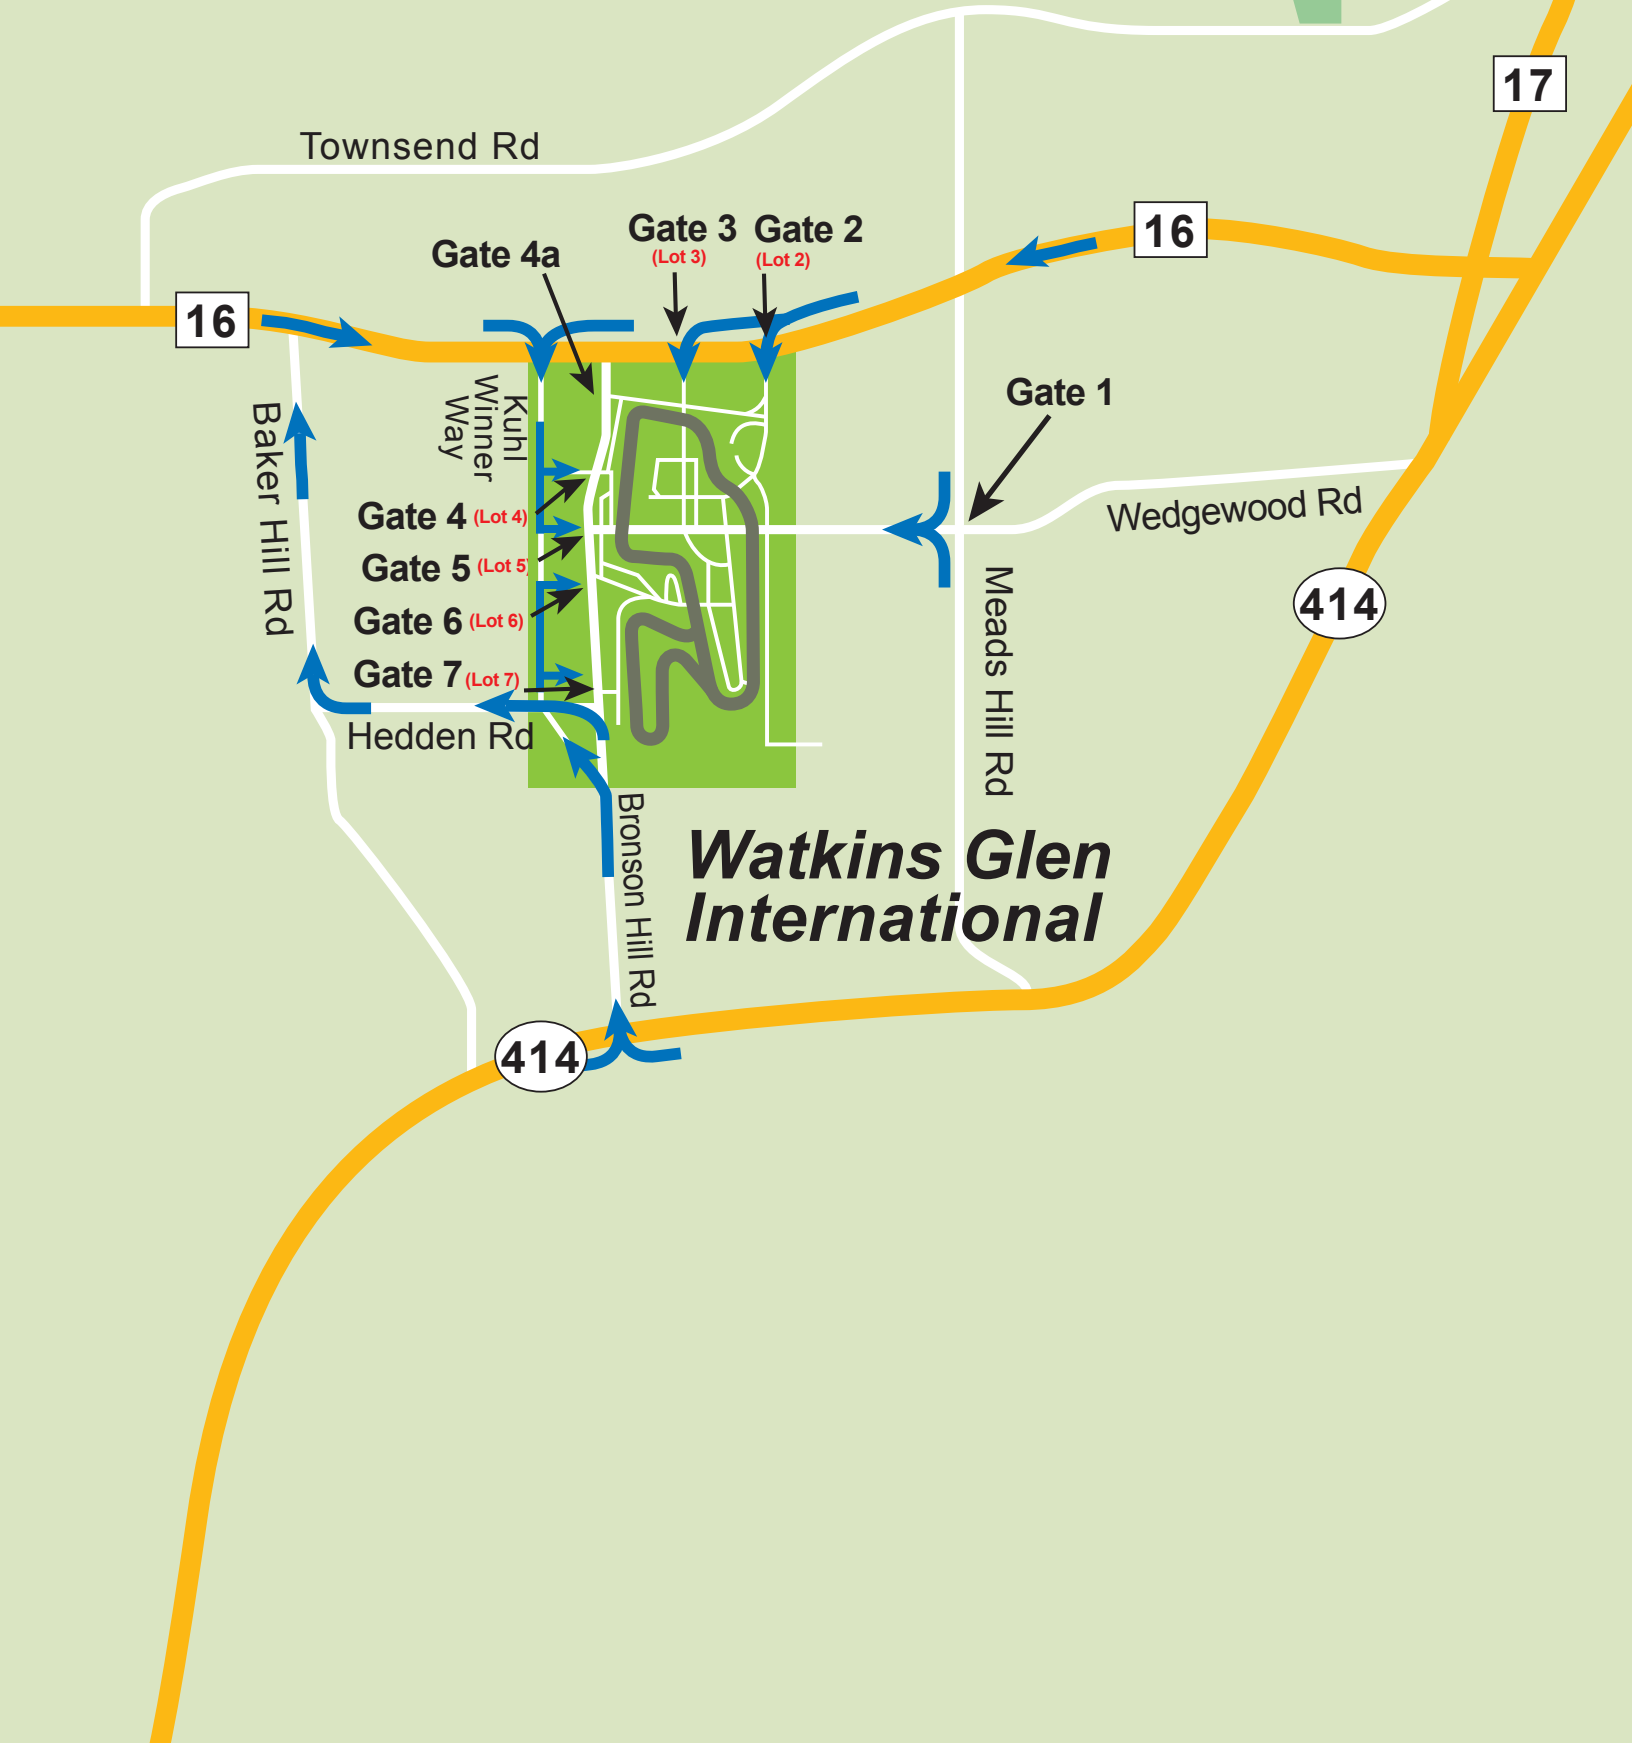 17
Townsend Rd
Gate 3
(Lot 3)
Gate 2
(Lot 2)
16
Gate 4a
16
Kuhl
Winner
Way
Gate 1
Baker Hill Rd
Gate 4 (Lot 4)
Wedgewood Rd
Gate 5 (Lot 5)
Gate 6 (Lot 6)
414
Gate 7 (Lot 7)
Meads Hill Rd
Hedden Rd
Bronson Hill Rd
Watkins Glen
International
414